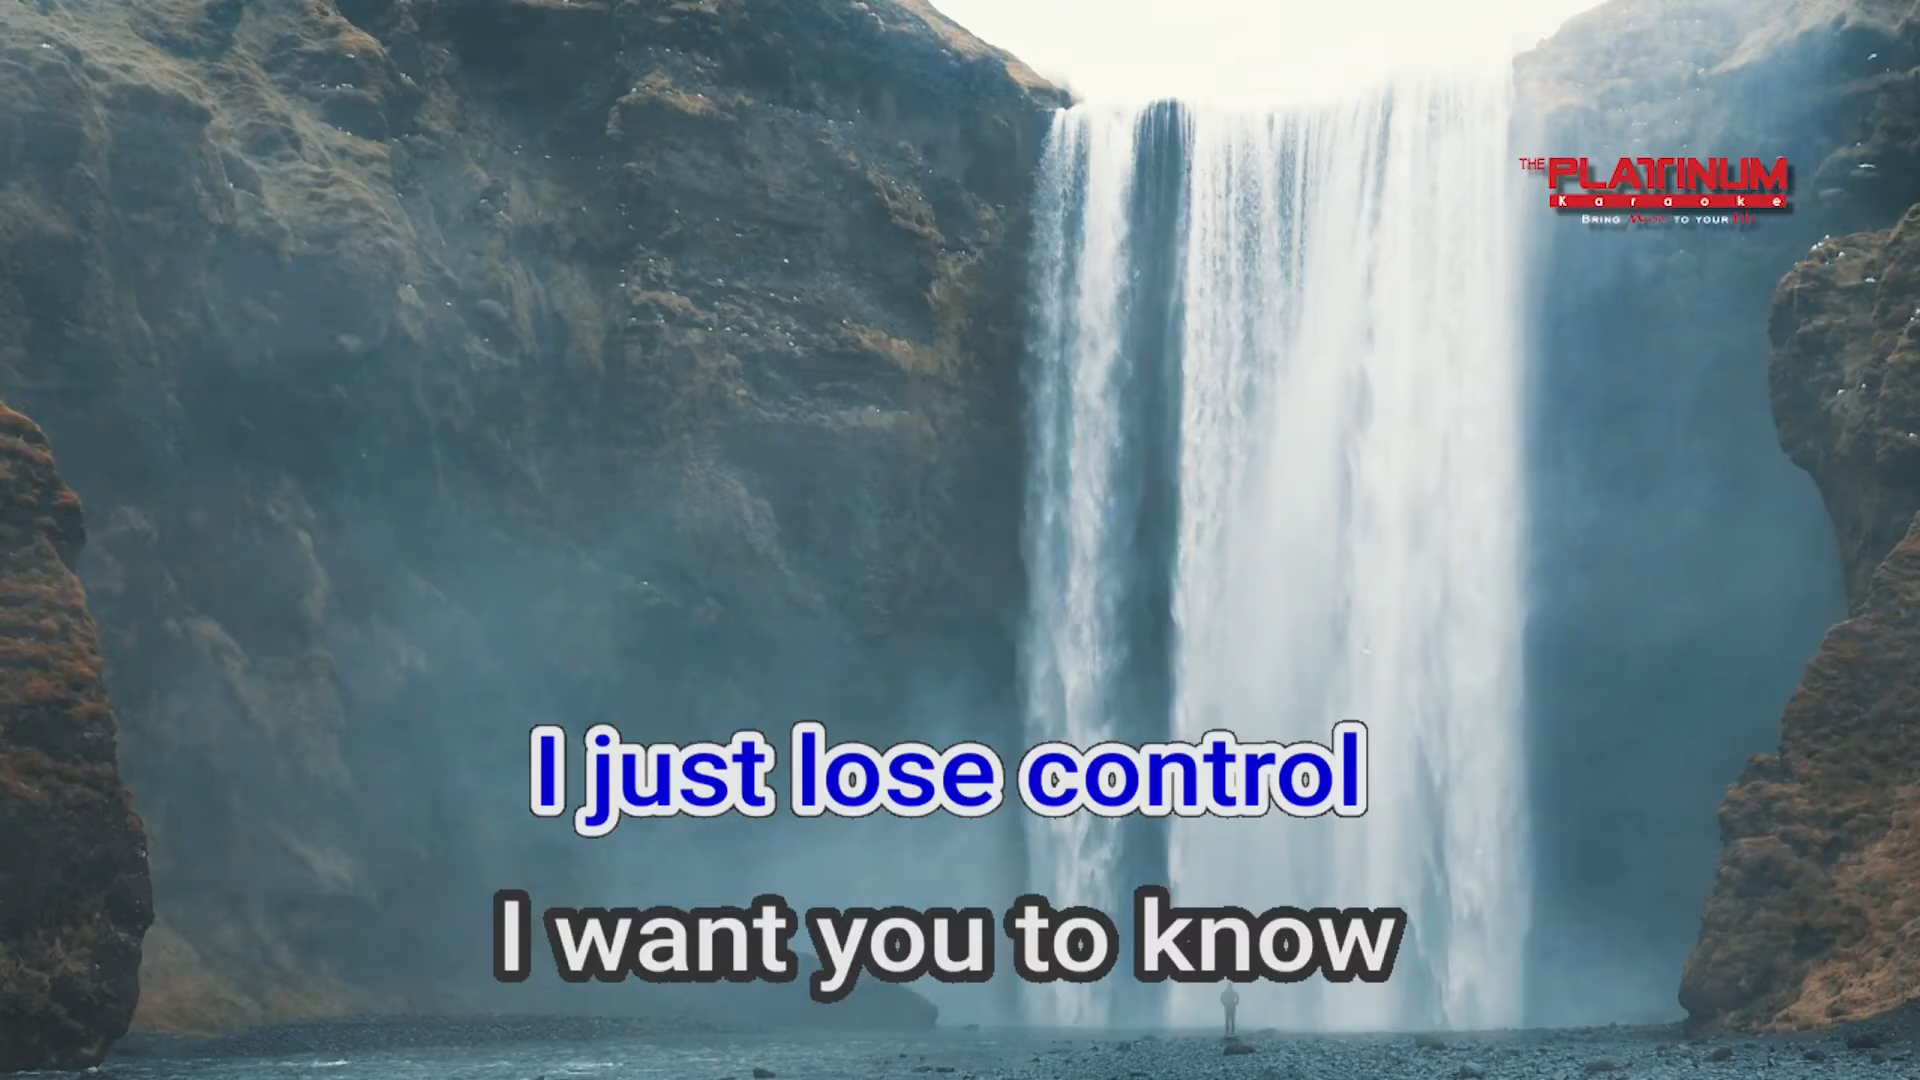 THE PLATINUM
Karaoke
BRING Music TO YOUR Life
I just lose control
I want you to know